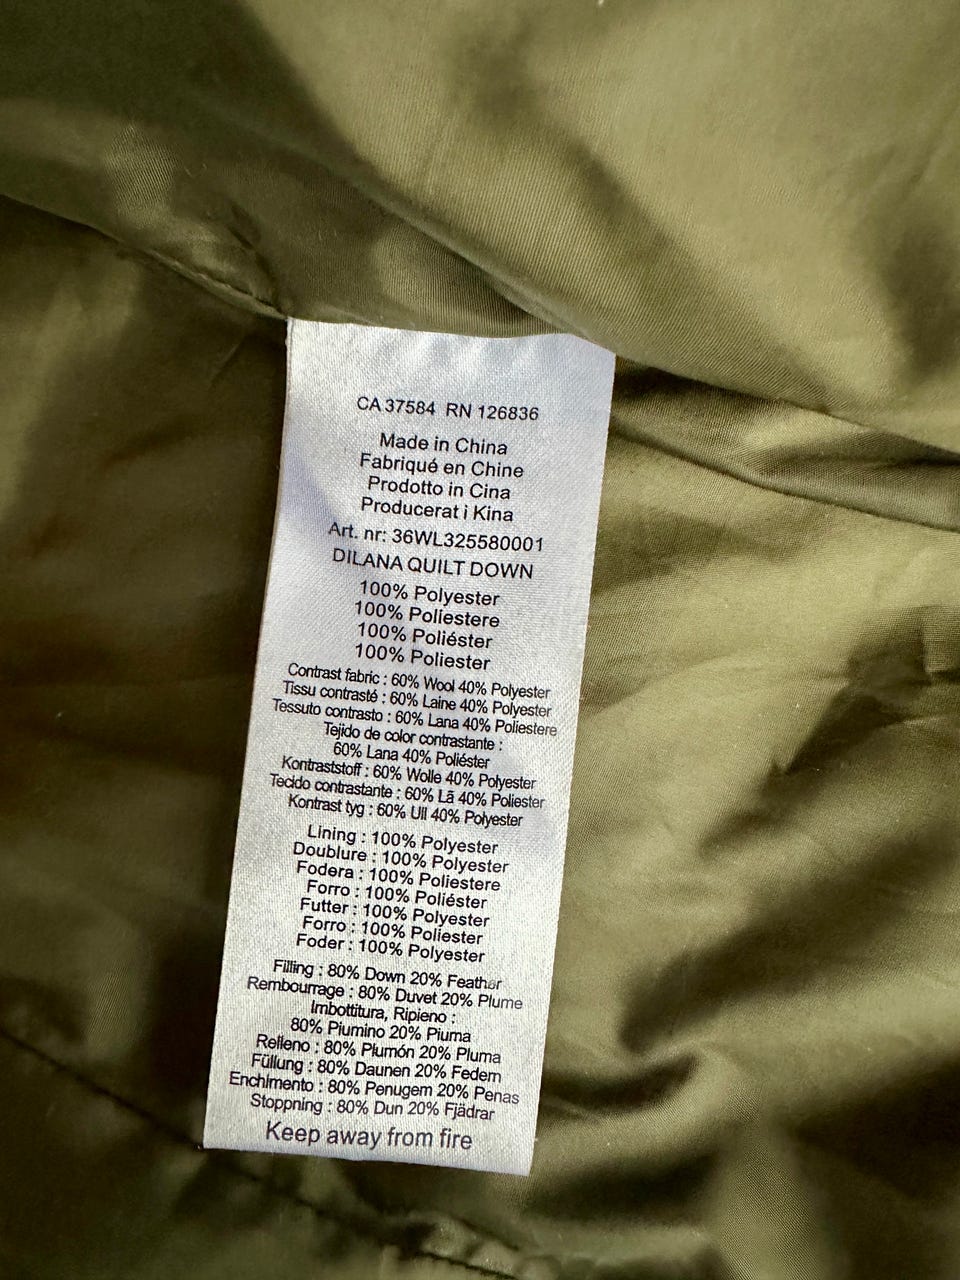 CA 37584 RN 126836
Made in China
Fabriqué en Chine
Prodotto in Cina
Producerat i Kina
Art. nr: 36WL325580001
DILANA QUILT DOWN
100% Polyester
100% Poliestere
100% Poliéster
100% Poliester
Contrast fabric : 60% Wool 40% Polyester
Tissu contrasté : 60% Laine 40% Polyester
Tessuto contrasto : 60% Lana 40% Poliestere
Tejido de color contrastante :
60% Lana 40% Poliéster
Kontraststoff : 60% Wolle 40% Polyester
Tecido contrastante : 60% Lã 40% Poliester
Kontrast tyg : 60% Ull 40% Polyester
Lining : 100% Polyester
Doublure : 100% Polyester
Fodera : 100% Poliestere
Forro : 100% Poliéster
Futter : 100% Polyester
Forro : 100% Poliester
Foder : 100% Polyester
Filling : 80% Down 20% Feather
Rembourrage : 80% Duvet 20% Plume
Imbottitura, Ripieno :
80% Piumino 20% Piuma
Relleno : 80% Plumón 20% Pluma
Füllung : 80% Daunen 20% Federn
Enchimento : 80% Penugem 20% Penas
Stoppning : 80% Dun 20% Fjädrar
Keep away from fire